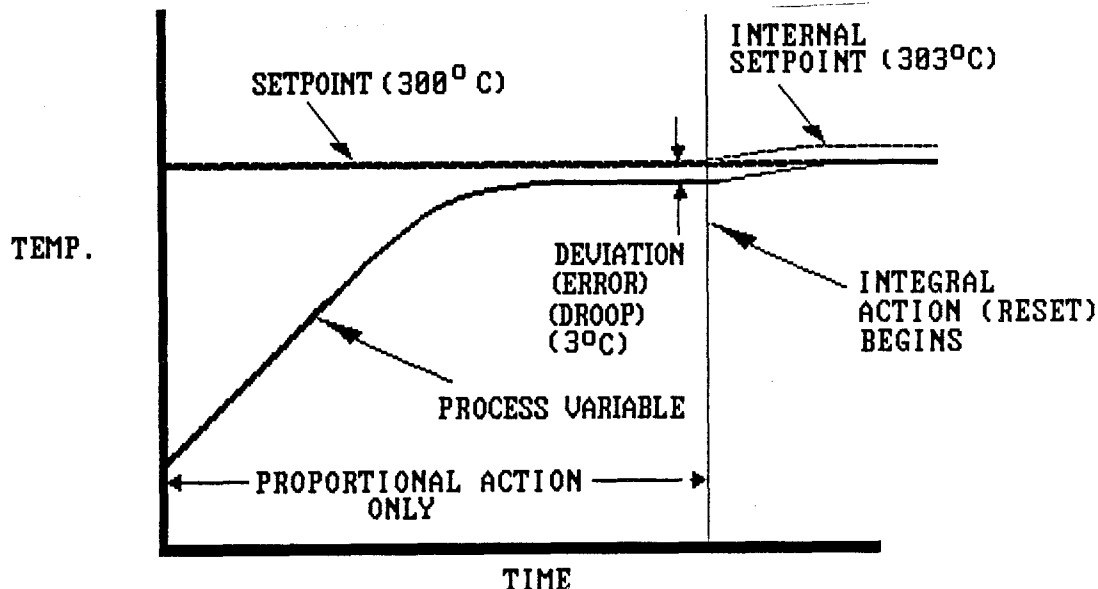 INTERNAL
SETPOINT (303°C)
SETPOINT (300° C)
TEMP.
DEVIATION
(ERROR)
(DROOP)
(3°C)
INTEGRAL
ACTION (RESET)
BEGINS
PROCESS VARIABLE
PROPORTIONAL ACTION
ONLY
TIME